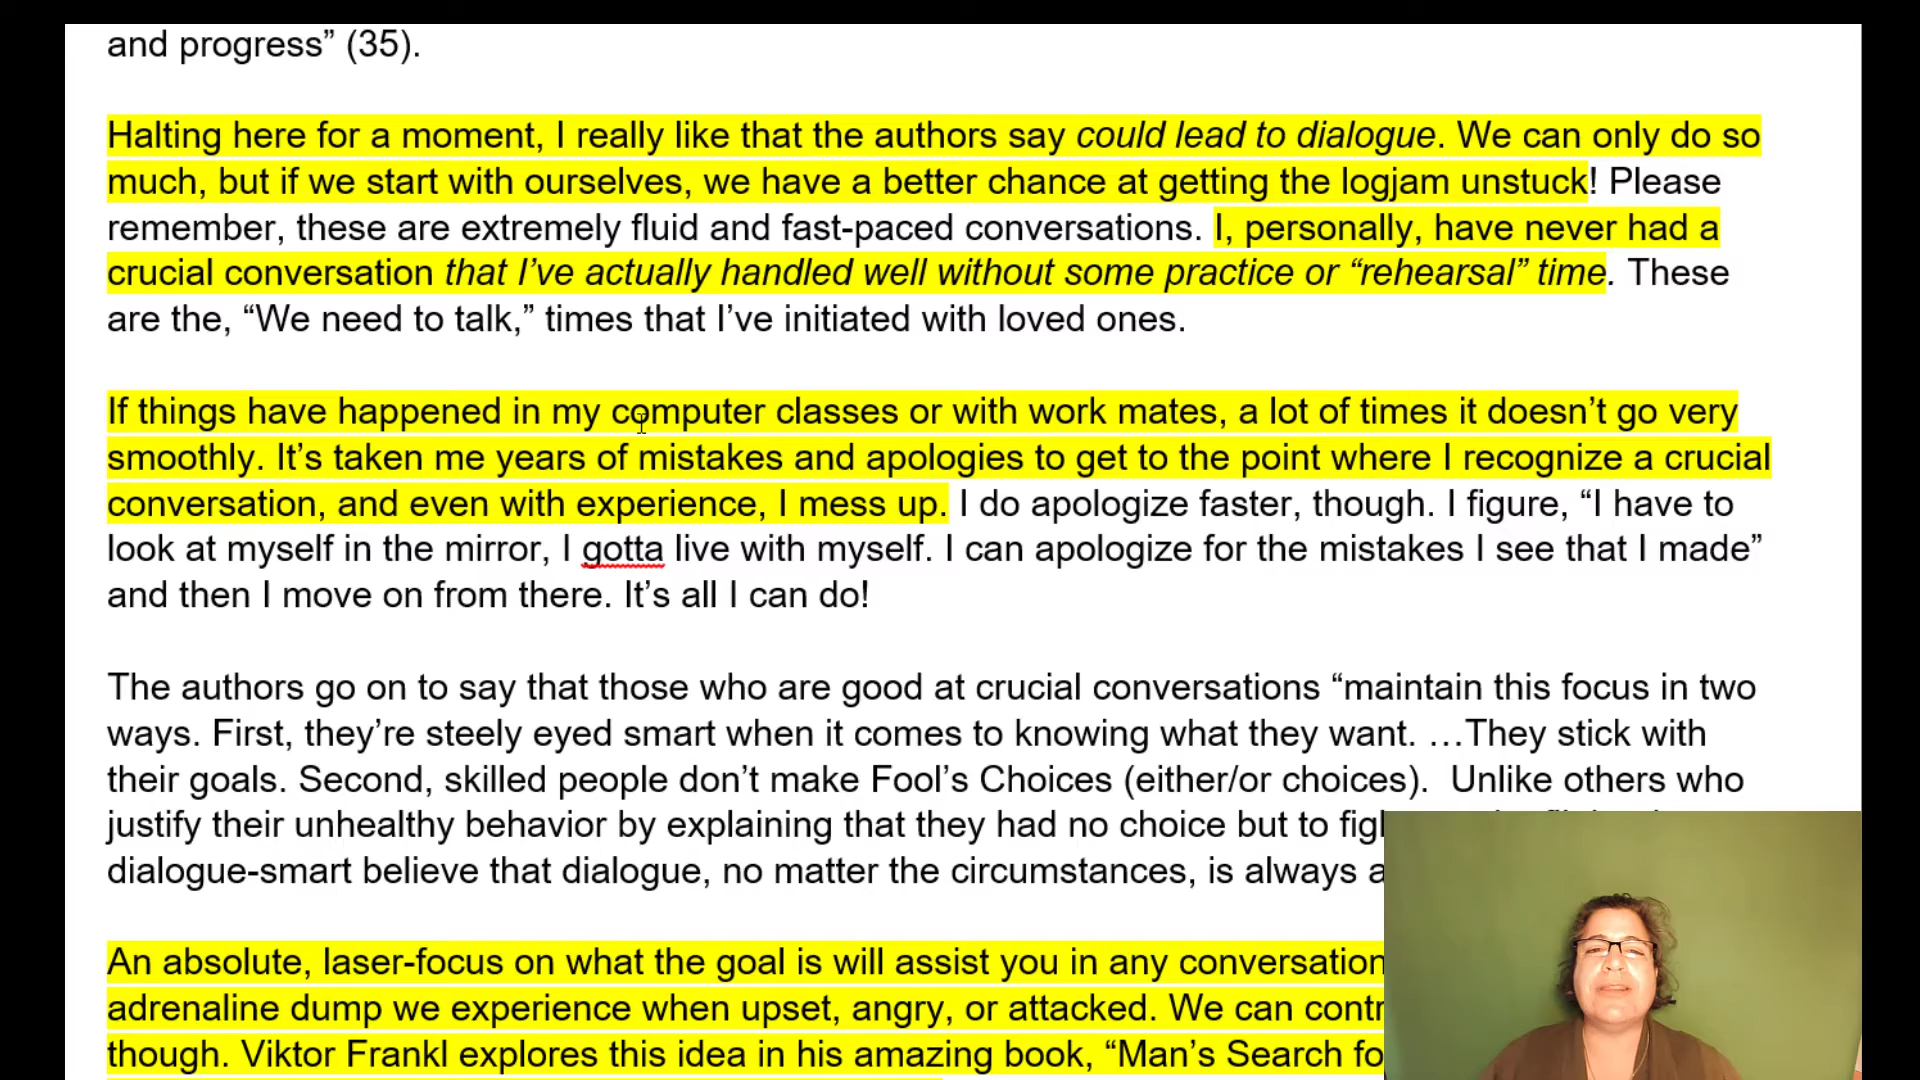 and progress” (35).
Halting here for a moment, I really like that the authors say could lead to dialogue. We can only do so
much, but if we start with ourselves, we have a better chance at getting the logjam unstuck! Please
remember, these are extremely fluid and fast-paced conversations. I, personally, have never had a
crucial conversation that I’ve actually handled well without some practice or “rehearsal” time. These
are the, “We need to talk,” times that I’ve initiated with loved ones.
If things have happened in my computer classes or with work mates, a lot of times it doesn’t go very
smoothly. It’s taken me years of mistakes and apologies to get to the point where I recognize a crucial
conversation, and even with experience, I mess up. I do apologize faster, though. I figure, “I have to
look at myself in the mirror, I gotta live with myself. I can apologize for the mistakes I see that I made”
and then I move on from there. It’s all I can do!
The authors go on to say that those who are good at crucial conversations “maintain this focus in two
ways. First, they’re steely eyed smart when it comes to knowing what they want. …They stick with
their goals. Second, skilled people don’t make Fool’s Choices (either/or choices). Unlike others who
justify their unhealthy behavior by explaining that they had no choice but to
dialogue-smart believe that dialogue, no matter the circumstances, is always
An absolute, laser-focus on what the goal is will assist you in any conversation
adrenaline dump we experience when upset, angry, or attacked. We can
though. Viktor Frankl explores this idea in his amazing book, “Man’s Search